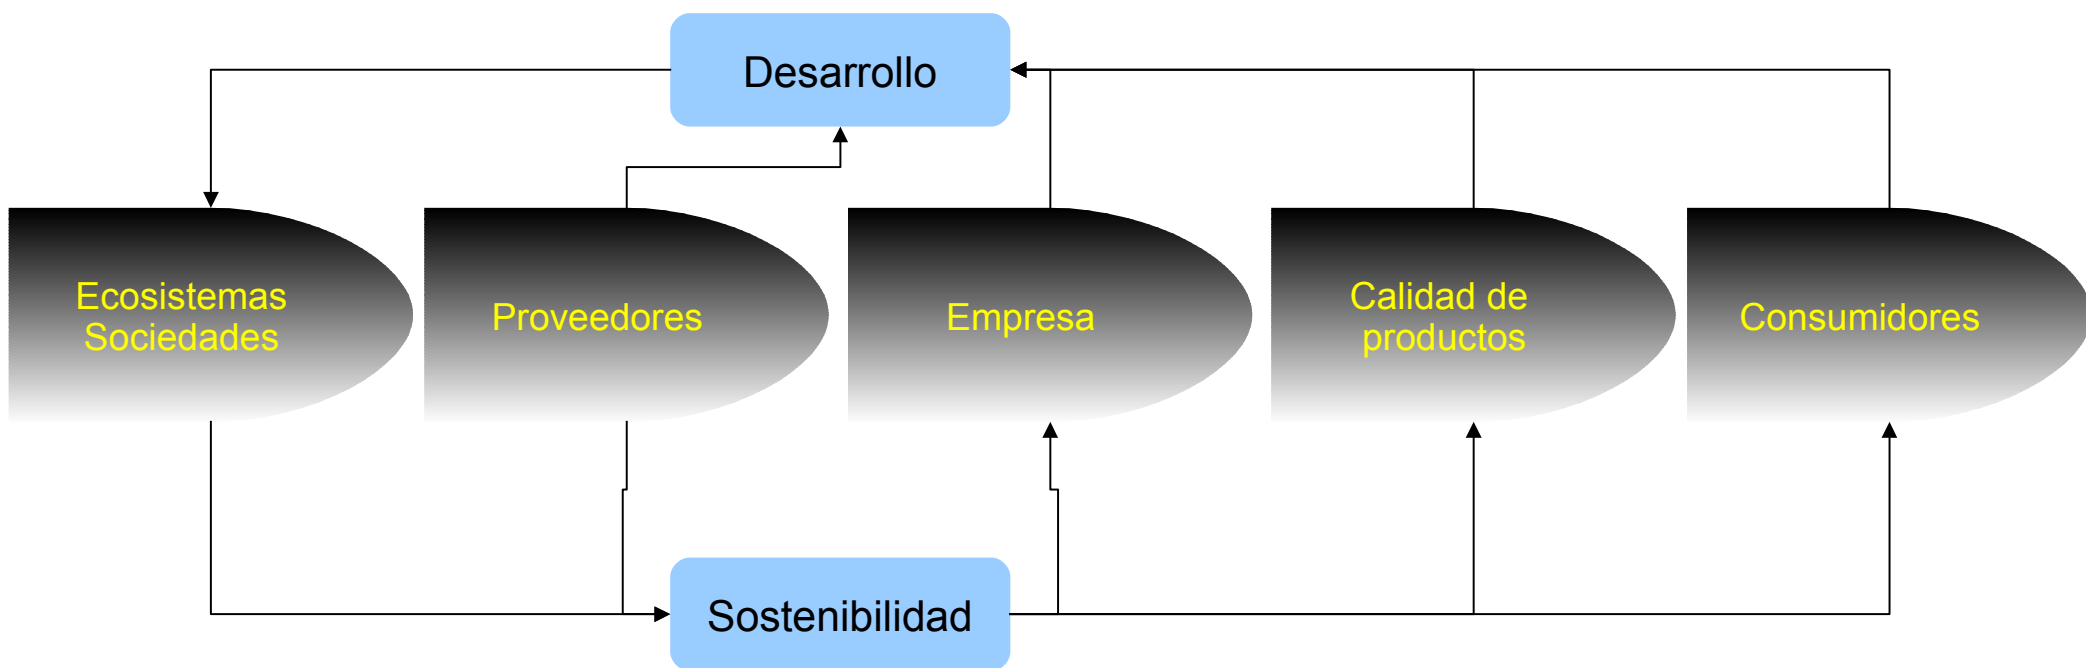 Desarrollo
Ecosistemas
Sociedades
Proveedores
Empresa
Calidad de
productos
Consumidores
Sostenibilidad